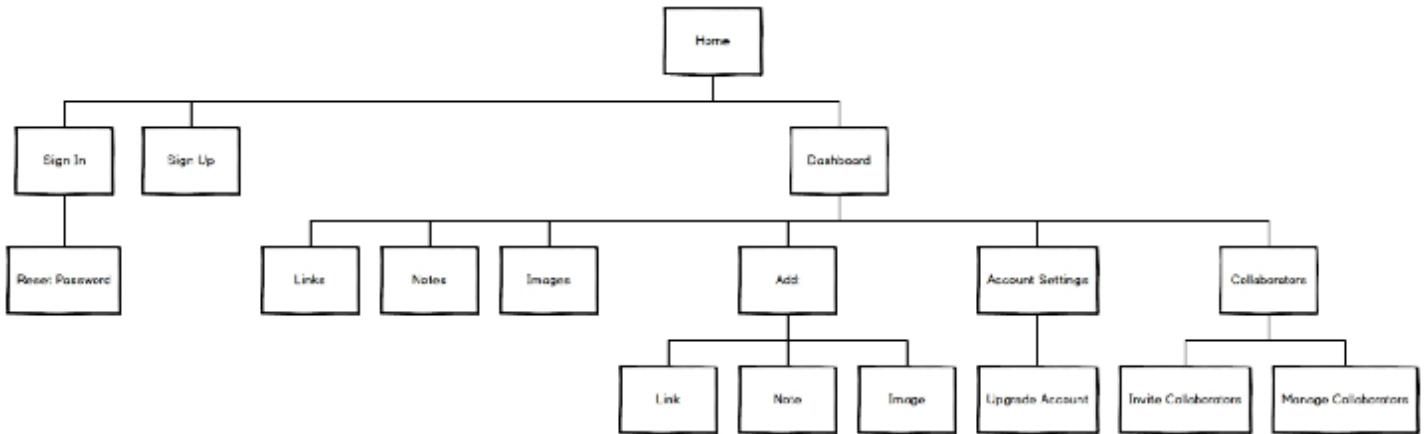 Home
Sign In
Sign Up
Dashboard
Reset Password
Links
Notes
Images
Add
Account Settings
Collaborators
Link
Note
Image
Upgrade Account
Invite Collaborators
Manage Collaborators